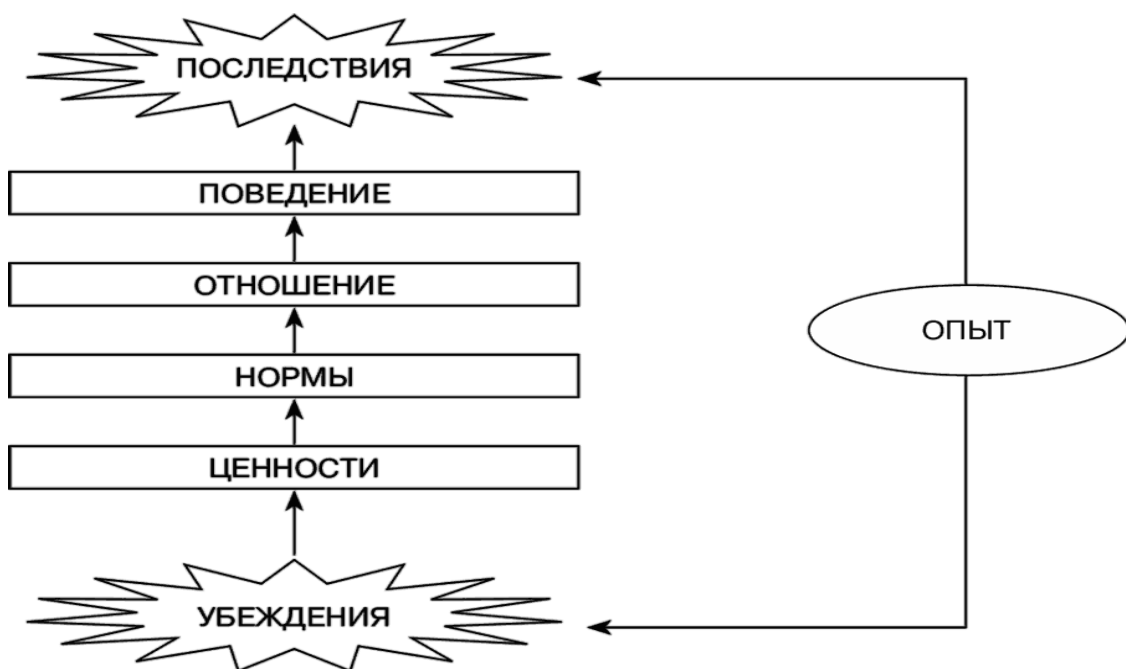 ПОСЛЕДСТВИЯ
ПОВЕДЕНИЕ
ОТНОШЕНИЕ
НОРМЫ
ЦЕННОСТИ
УБЕЖДЕНИЯ
ОПЫТ